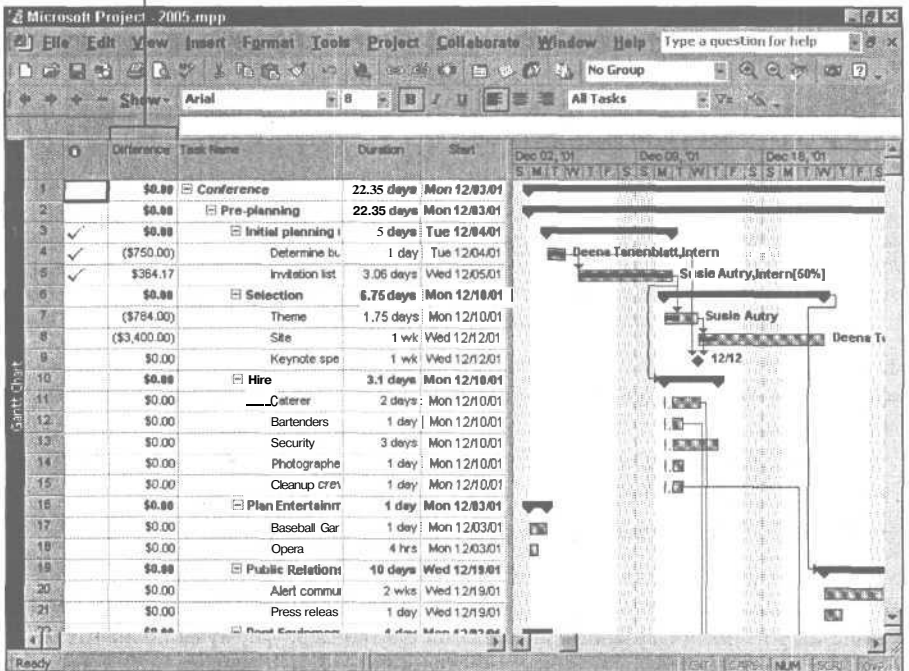 Microsoft Project - 2005.mpp
File Edit View Insert Format Tools Project Collaborate Window Help Type a question for help
No Group
Show Arial 8 B I U All Tasks
Difference Task Name Duration Start Dec 02, '01 Dec 09, '01 Dec 16, '01
S M T W T F S S M T W T F S S M T W T F S
1 $0.00 Conference 22.35 days Mon 12/03/01
2 $0.00 Pre-planning 22.35 days Mon 12/03/01
3 $0.00 Initial planning 5 days Tue 12/04/01
4 ($750.00) Determine bu 1 day Tue 12/04/01 Deena Tanenblatt,Intern
5 $364.17 Invitation list 3.06 days Wed 12/05/01 Susie Autry,Intern[50%]
6 $0.00 Selection 6.75 days Mon 12/10/01
7 ($784.00) Theme 1.75 days Mon 12/10/01 Susie Autry
8 ($3,400.00) Site 1 wk Wed 12/12/01 Deena Ta
9 $0.00 Keynote spe 1 wk Wed 12/12/01 12/12
10 $0.00 Hire 3.1 days Mon 12/10/01
11 $0.00 Caterer 2 days Mon 12/10/01
12 $0.00 Bartenders 1 day Mon 12/10/01
13 $0.00 Security 3 days Mon 12/10/01
14 $0.00 Photographe 1 day Mon 12/10/01
15 $0.00 Cleanup crev 1 day Mon 12/10/01
16 $0.00 Plan Entertainm 1 day Mon 12/03/01
17 $0.00 Baseball Gar 1 day Mon 12/03/01
18 $0.00 Opera 4 hrs Mon 12/03/01
19 $0.00 Public Relations 10 days Wed 12/19/01
20 $0.00 Alert commu 2 wks Wed 12/19/01
21 $0.00 Press releas 1 day Wed 12/19/01
Gantt Chart
Ready EXT CAPS NUM SCRL OVR